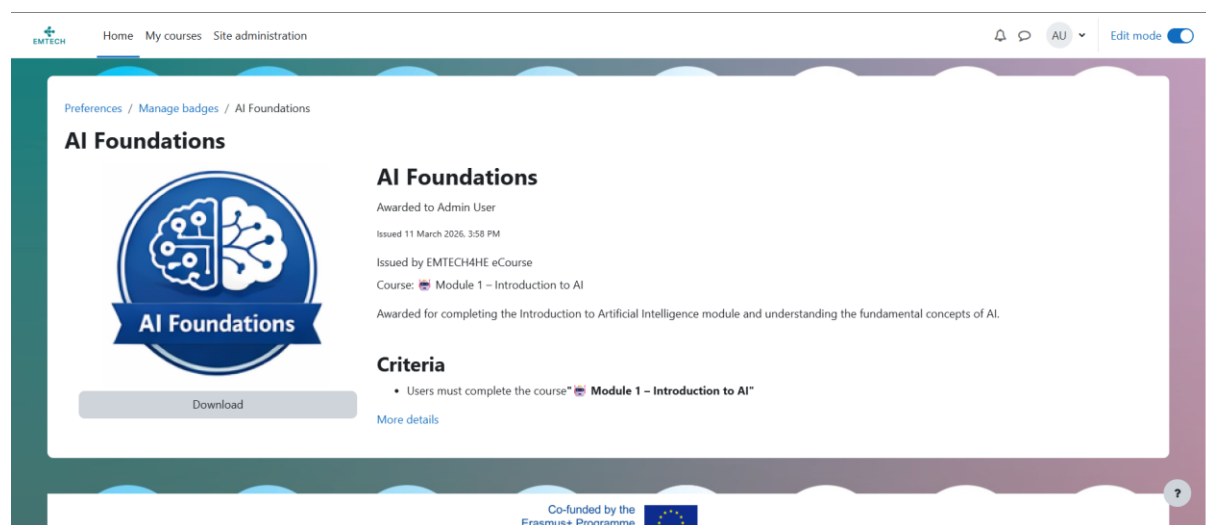 EMTECH
Home My courses Site administration
AU
Edit mode
Preferences / Manage badges / AI Foundations
AI Foundations
AI Foundations
Download
AI Foundations
Awarded to Admin User
Issued 11 March 2026, 3:58 PM
Issued by EMTECH4HE eCourse
Course: Module 1 – Introduction to AI
Awarded for completing the Introduction to Artificial Intelligence module and understanding the fundamental concepts of AI.
Criteria
• Users must complete the course" Module 1 – Introduction to AI"
More details
?
Co-funded by the
Erasmus+ Programme